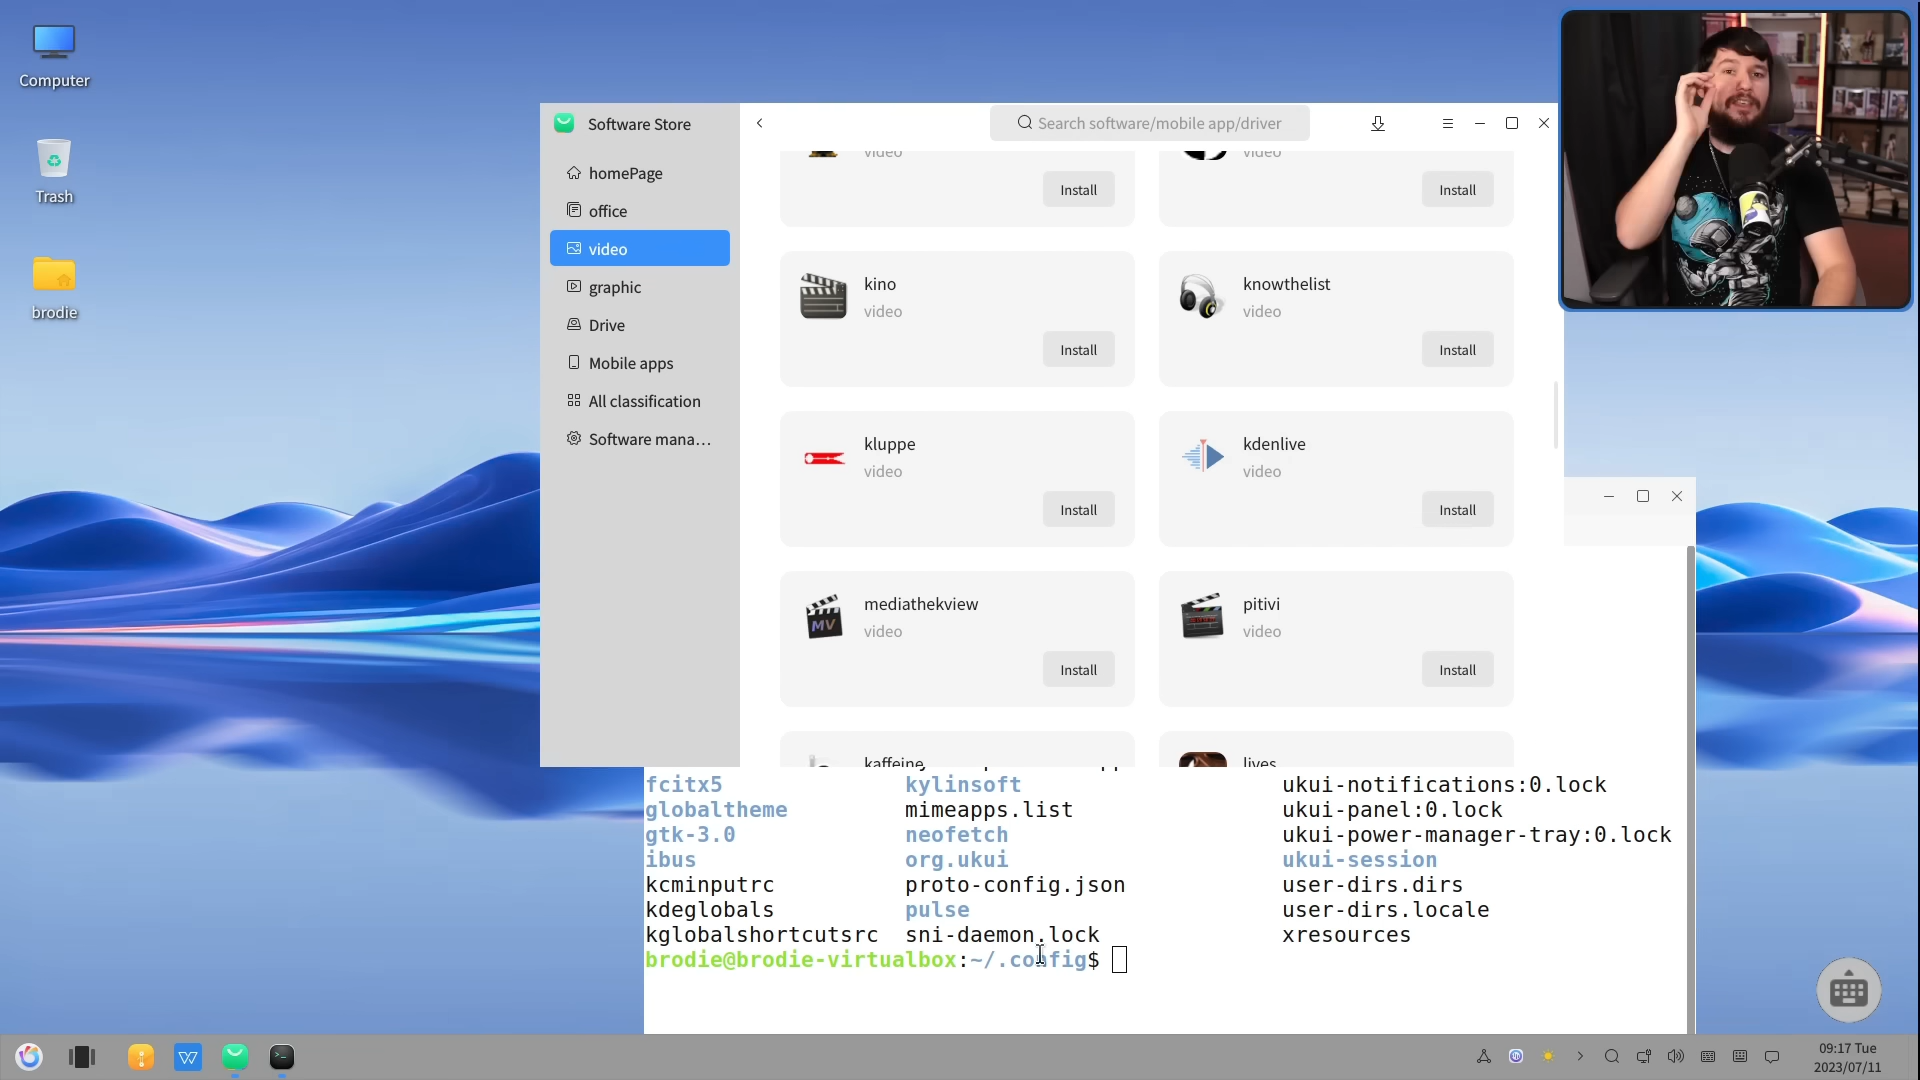 Computer
Trash
brodie
Software Store
Search software/mobile app/driver
homePage
office
video
graphic
Drive
Mobile apps
All classification
Software mana...
video
video
Install
Install
kino
video
Install
knowthelist
video
Install
kluppe
video
Install
kdenlive
video
Install
mediathekview
video
Install
pitivi
video
Install
kaffeine
lives
fcitx5 kylinsoft ukui-notifications:0.lock
globaltheme mimeapps.list ukui-panel:0.lock
gtk-3.0 neofetch ukui-power-manager-tray:0.lock
ibus org.ukui ukui-session
kcminputrc proto-config.json user-dirs.dirs
kdeglobals pulse user-dirs.locale
kglobalshortcutsrc sni-daemon.lock xresources
brodie@brodie-virtualbox:~/.config$
09:17 Tue
2023/07/11